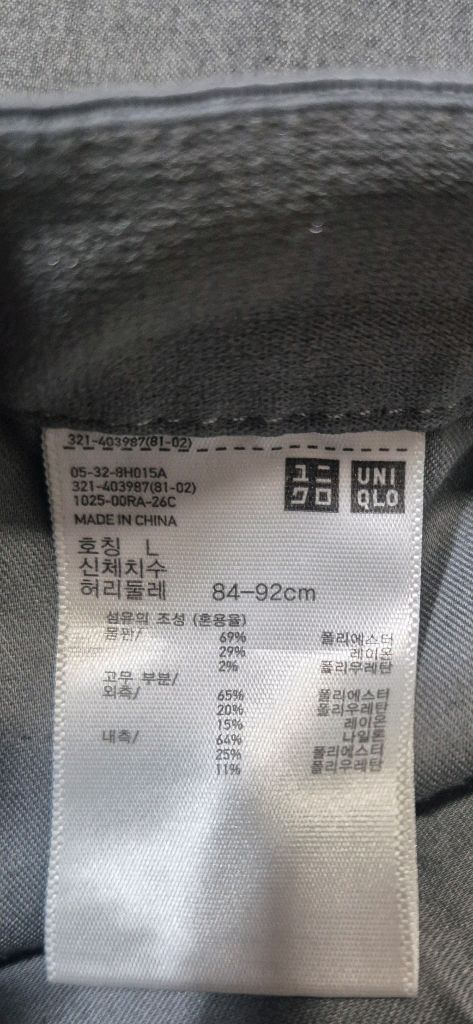 321-403987(81-02)
05-32-8H015A
321-403987(81-02)
1025-00RA-26C
MADE IN CHINA
ユニクロ
UNIQLO
호칭 L
신체치수
허리둘레 84-92cm
섬유의 조성 (혼용율)
몸판/ 69% 폴리에스터
29% 레이온
2% 폴리우레탄
고무 부분/
외측/ 65% 폴리에스터
20% 폴리우레탄
15% 레이온
내측/ 64% 나일론
25% 폴리에스터
11% 폴리우레탄